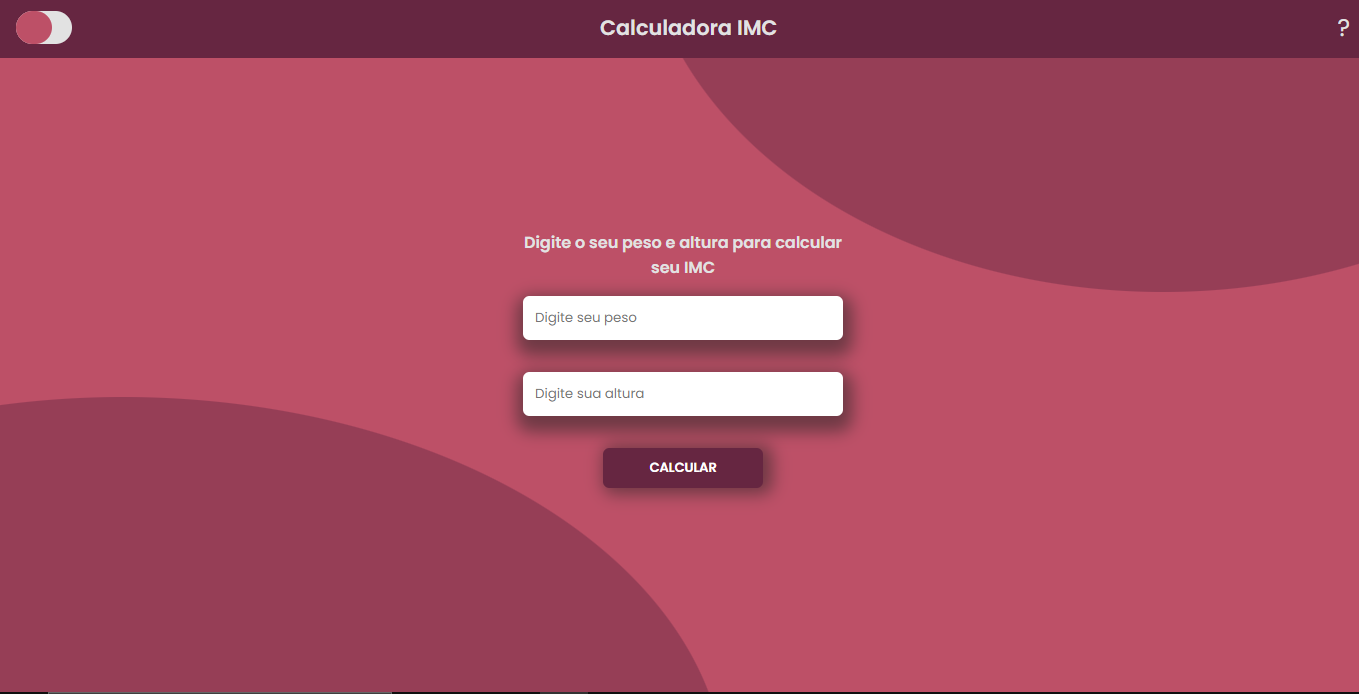 Calculadora IMC
?
Digite o seu peso e altura para calcular
seu IMC
Digite seu peso
Digite sua altura
CALCULAR